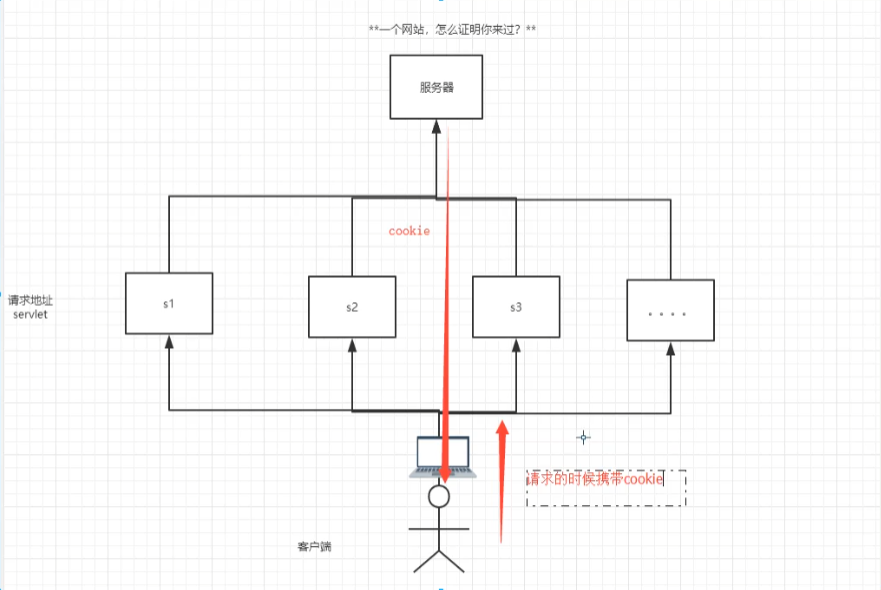 **一个网站，怎么证明你来过？**
服务器
cookie
请求地址
servlet
s1
s2
s3
....
请求的时候携带cookie
客户端